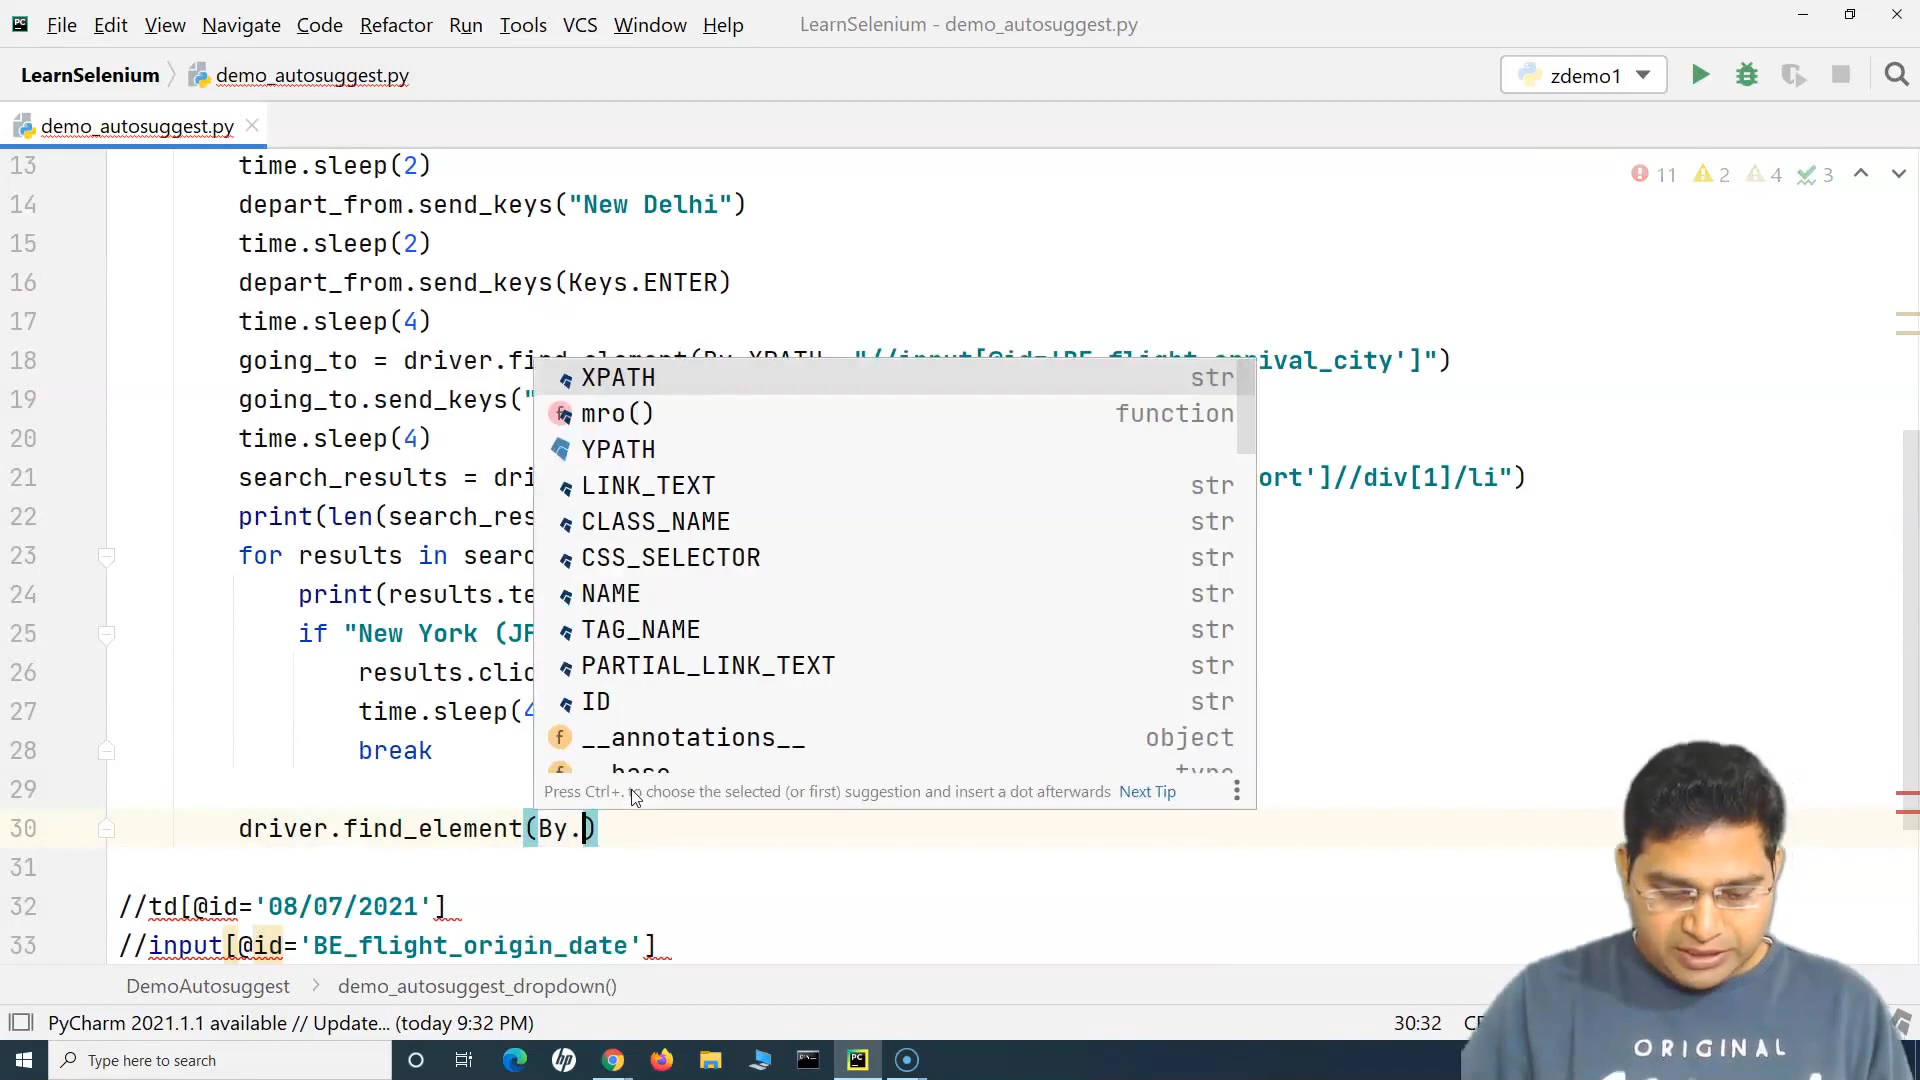 File Edit View Navigate Code Refactor Run Tools VCS Window Help LearnSelenium - demo_autosuggest.py
LearnSelenium demo_autosuggest.py zdemo1
demo_autosuggest.py
13 time.sleep(2)
11 2 4 3
14 depart_from.send_keys("New Delhi")
15 time.sleep(2)
16 depart_from.send_keys(Keys.ENTER)
17 time.sleep(4)
18 going_to = driver.find_element(By.XPATH, "//input[@id='BE_flight_arrival_city']")
19 going_to.send_keys("
20 time.sleep(4)
21 search_results = dri ort']//div[1]/li")
22 print(len(search_res
23 for results in searc
24 print(results.te
25 if "New York (JF
26 results.clic
27 time.sleep(4
28 break
29
30 driver.find_element(By.)
31
32 //td[@id='08/07/2021']
33 //input[@id='BE_flight_origin_date']
XPATH str
mro() function
YPATH
LINK_TEXT str
CLASS_NAME str
CSS_SELECTOR str
NAME str
TAG_NAME str
PARTIAL_LINK_TEXT str
ID str
__annotations__ object
__base__ type
Press Ctrl+. to choose the selected (or first) suggestion and insert a dot afterwards Next Tip
DemoAutosuggest demo_autosuggest_dropdown()
PyCharm 2021.1.1 available // Update... (today 9:32 PM) 30:32
Type here to search
ORIGINAL